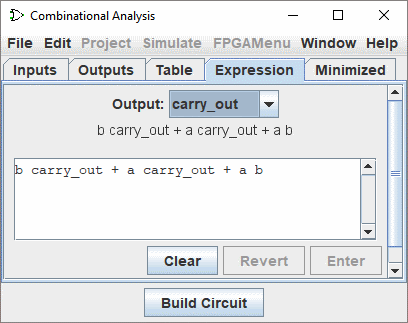 Combinational Analysis
File Edit Project Simulate FPGAMenu Window Help
Inputs Outputs Table Expression Minimized
Output: carry_out
b carry_out + a carry_out + a b
b carry_out + a carry_out + a b
Clear Revert Enter
Build Circuit